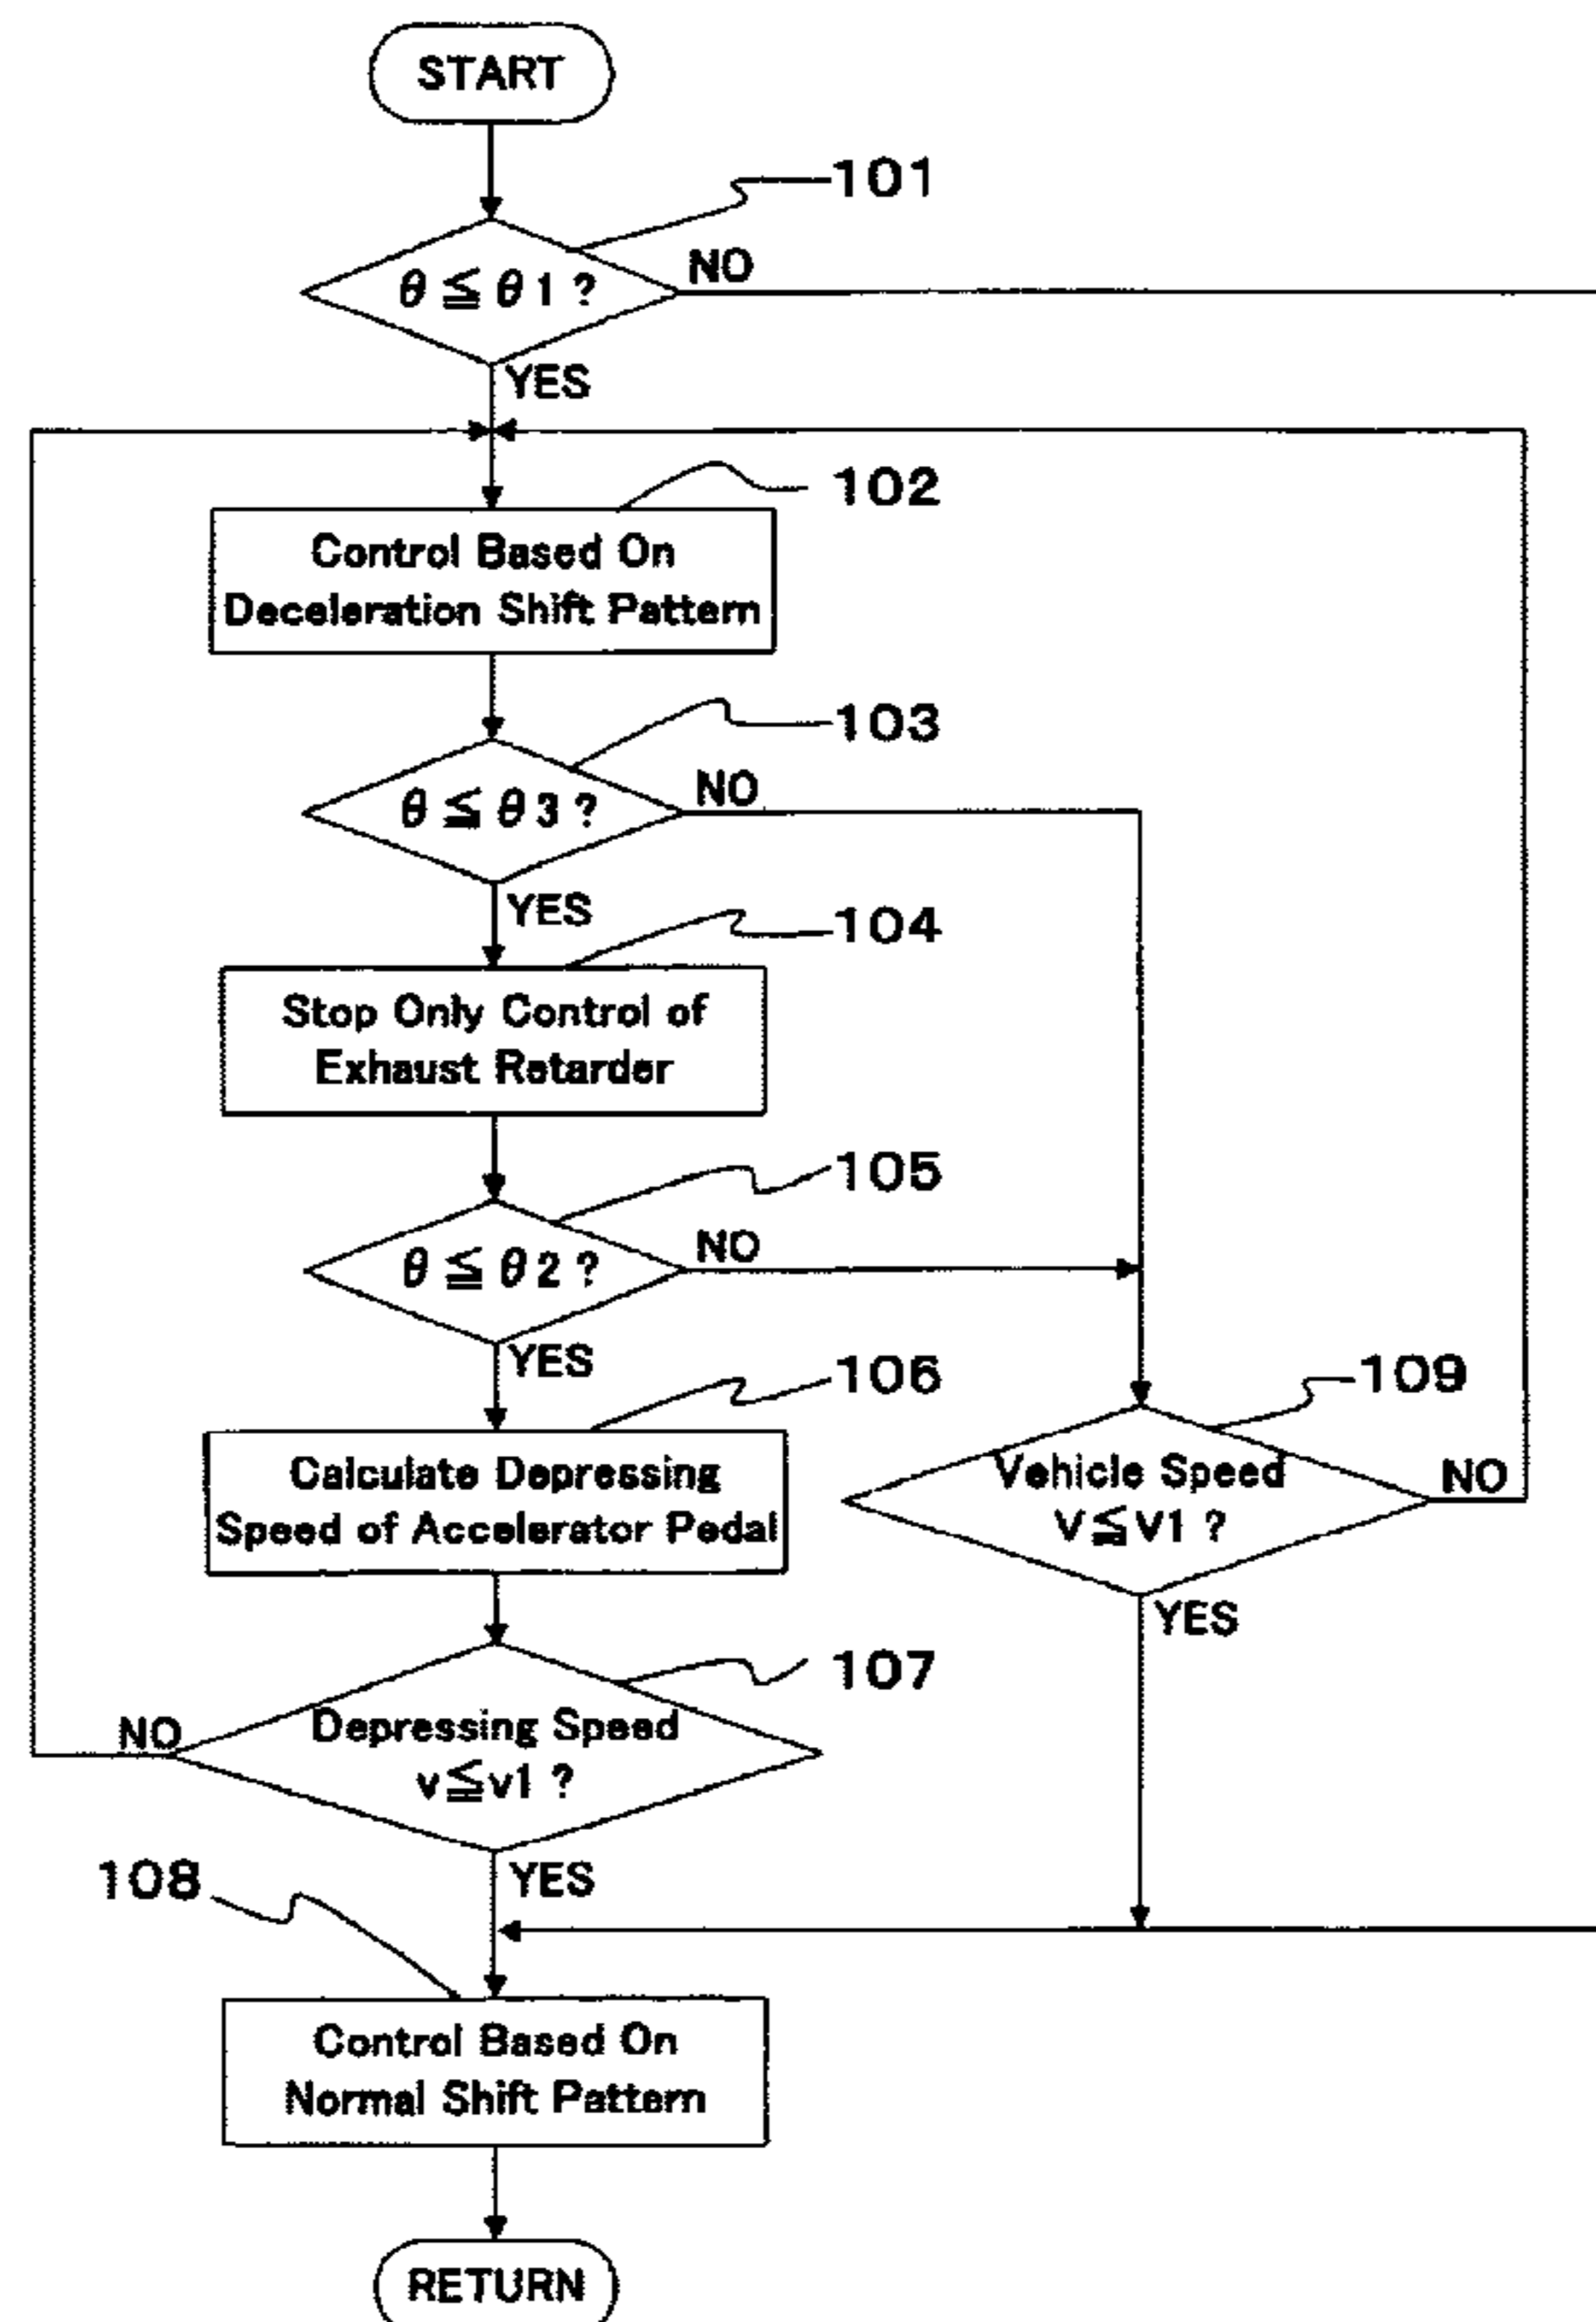 START
101
θ ≦ θ1 ?
NO
YES
102
Control Based On
Deceleration Shift Pattern
103
θ ≦ θ3 ?
NO
YES
104
Stop Only Control of
Exhaust Retarder
105
θ ≦ θ2 ?
NO
YES
106
Calculate Depressing
Speed of Accelerator Pedal
109
Vehicle Speed
V≦V1 ?
NO
YES
107
Depressing Speed
v≦v1 ?
NO
YES
108
Control Based On
Normal Shift Pattern
RETURN